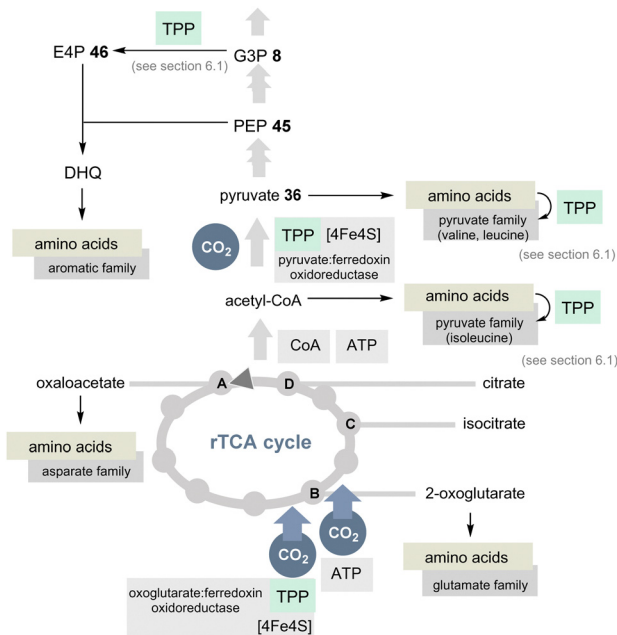 TPP
E4P 46
G3P 8
(see section 6.1)
PEP 45
DHQ
pyruvate 36
amino acids
pyruvate family
(valine, leucine)
TPP
(see section 6.1)
CO2
TPP [4Fe4S]
pyruvate:ferredoxin
oxidoreductase
amino acids
aromatic family
acetyl-CoA
amino acids
pyruvate family
(isoleucine)
TPP
(see section 6.1)
CoA
ATP
oxaloacetate
A
D
citrate
C
isocitrate
rTCA cycle
amino acids
asparate family
B
2-oxoglutarate
CO2
CO2
ATP
amino acids
glutamate family
oxoglutarate:ferredoxin
oxidoreductase
TPP
[4Fe4S]